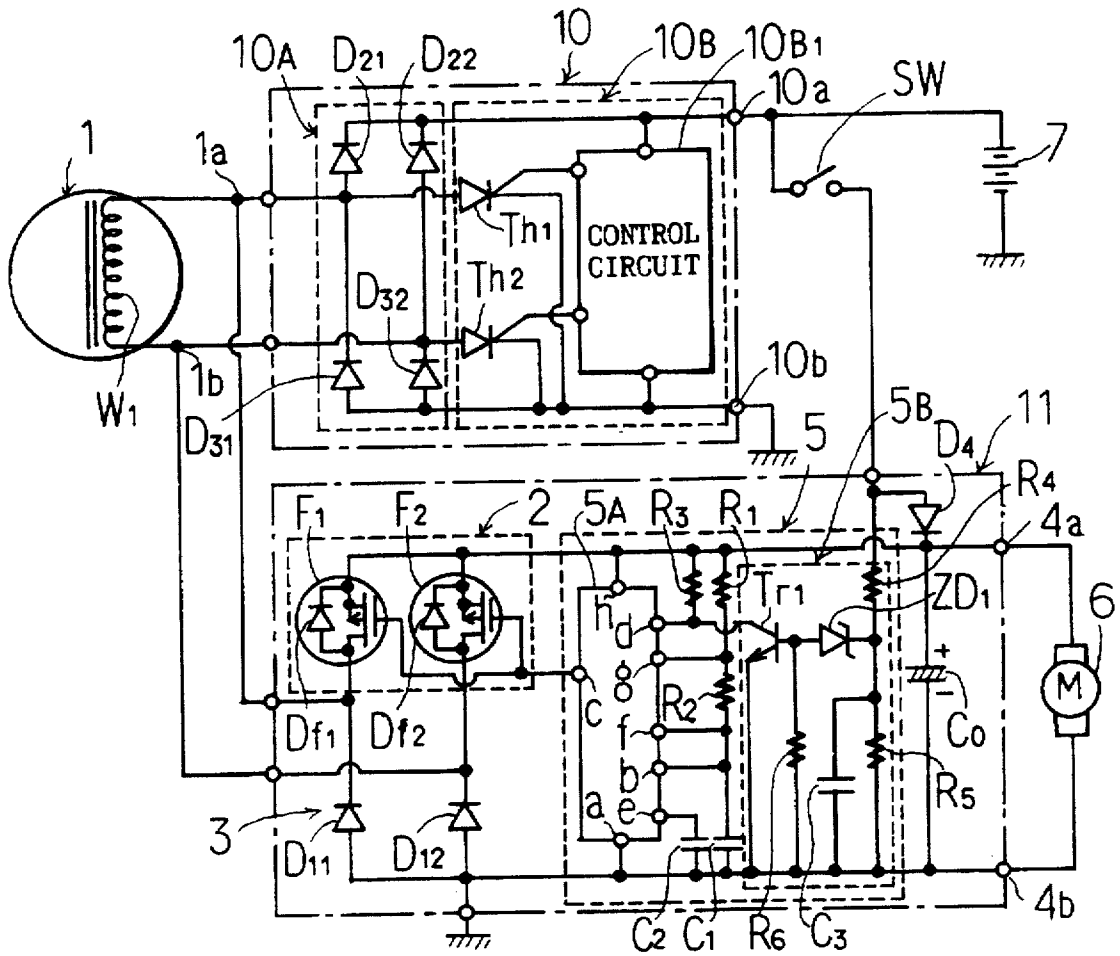 10
10A
D21
D22
10B
10B1
10a
SW
1
1a
7
Th1
CONTROL
CIRCUIT
Th2
D32
1b
W1
D31
10b
5
5B
11
D4
R4
F1
F2
2
5A
R3
R1
4a
h
d
Tr1
ZD1
6
g
c
R2
+
M
Df1
Df2
f
−
C0
b
R5
a
e
3
D11
D12
C2
C1
R6
C3
4b